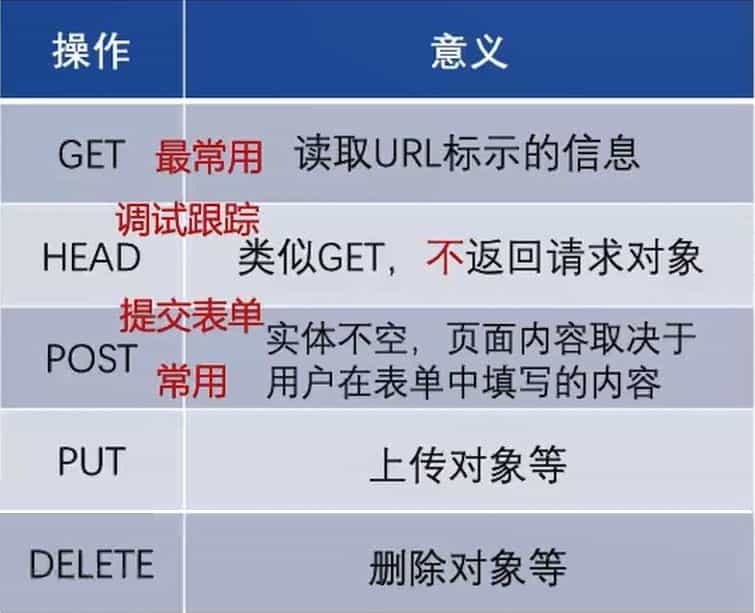 操作 意义
GET 最常用 读取URL标示的信息
调试跟踪
HEAD 类似GET，不返回请求对象
提交表单
实体不空，页面内容取决于
POST
常用 用户在表单中填写的内容
PUT 上传对象等
DELETE 删除对象等